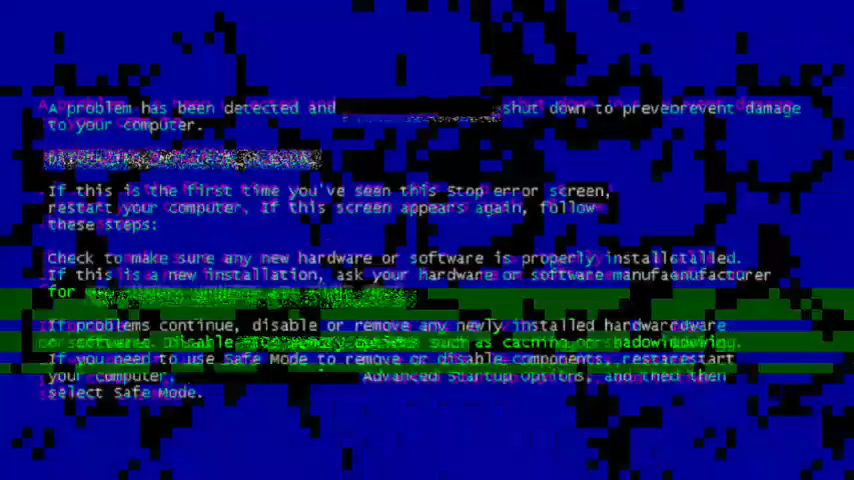 A problem has been detected and shut down to preveprevent damage
to your computer.
If this is the first time you've seen this Stop error screen,
restart your computer. If this screen appears again, follow
these steps:
Check to make sure any new hardware or software is properly installstalled.
If this is a new installation, ask your hardware or software manufaenufacturer
for
If problems continue, disable or remove any newly installed hardwardware
or software. Disable such as caching or shadowindowing.
If you need to use Safe Mode to remove or disable components, restarestart
your computer, Advanced Startup Options, and thed then
select Safe Mode.